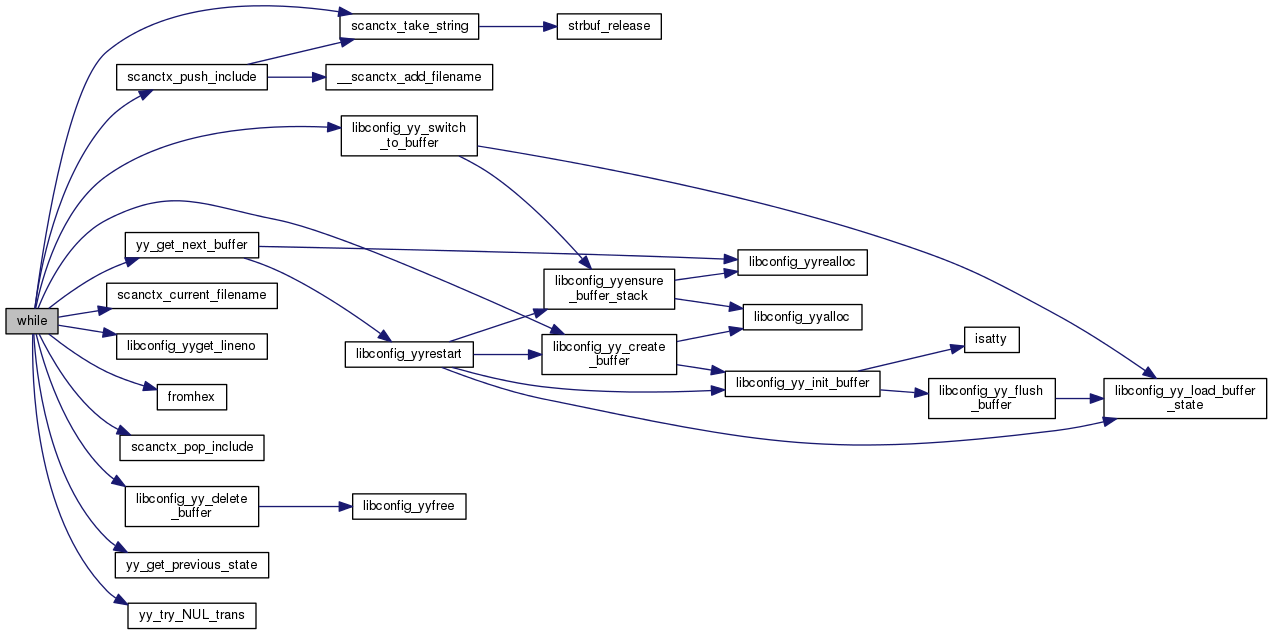 scanctx_take_string
strbuf_release
scanctx_push_include
__scanctx_add_filename
libconfig_yy_switch
_to_buffer
yy_get_next_buffer
libconfig_yyrealloc
libconfig_yyensure
_buffer_stack
scanctx_current_filename
libconfig_yyalloc
while
libconfig_yyget_lineno
libconfig_yyrestart
libconfig_yy_create
_buffer
isatty
libconfig_yy_init_buffer
fromhex
libconfig_yy_flush
_buffer
libconfig_yy_load_buffer
_state
scanctx_pop_include
libconfig_yy_delete
_buffer
libconfig_yyfree
yy_get_previous_state
yy_try_NUL_trans